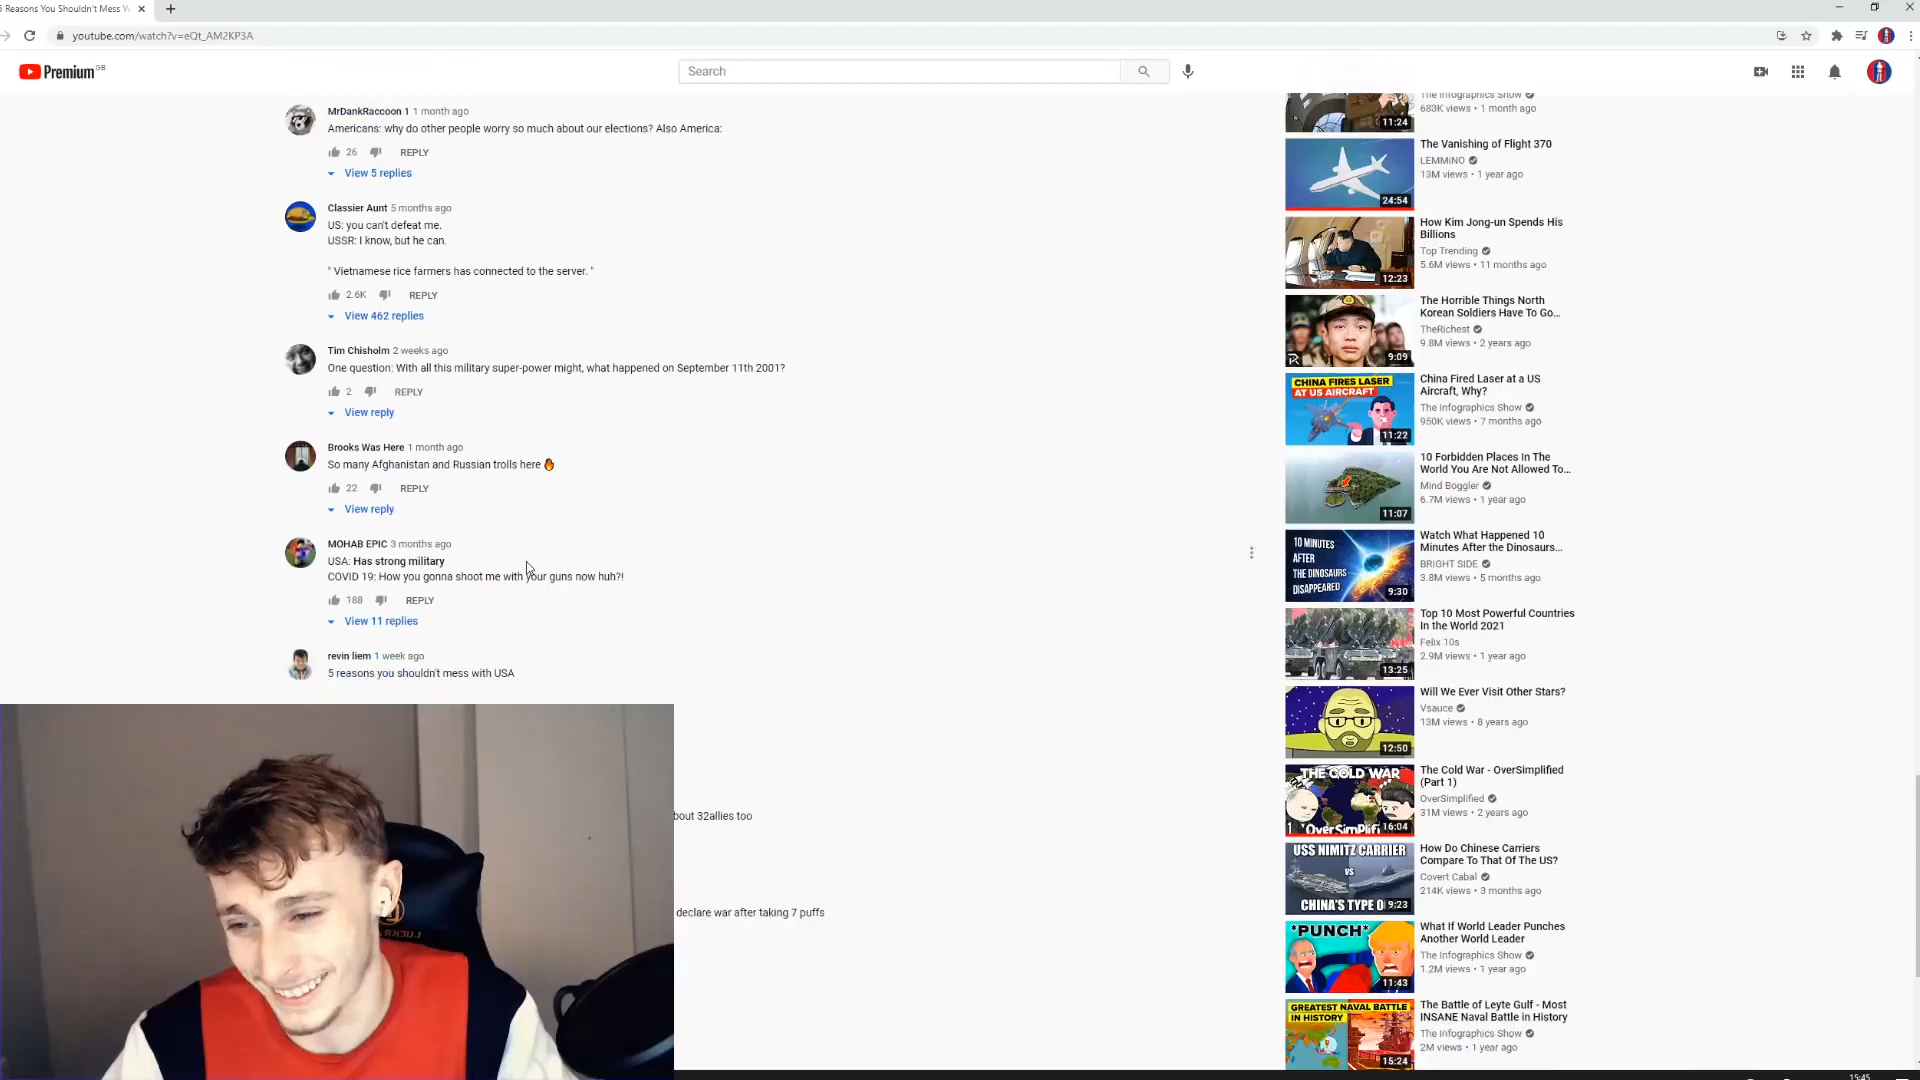 5 Reasons You Shouldn't Mess W
youtube.com/watch?v=eQt_AM2KP3A
Premium GB
Search
MrDankRaccoon 1 1 month ago
Americans: why do other people worry so much about our elections? Also America:
26 REPLY
View 5 replies
Classier Aunt 5 months ago
US: you can't defeat me.
USSR: I know, but he can.
" Vietnamese rice farmers has connected to the server. "
2.6K REPLY
View 462 replies
Tim Chisholm 2 weeks ago
One question: With all this military super-power might, what happened on September 11th 2001?
2 REPLY
View reply
Brooks Was Here 1 month ago
So many Afghanistan and Russian trolls here
22 REPLY
View reply
MOHAB EPIC 3 months ago
USA: Has strong military
COVID 19: How you gonna shoot me with your guns now huh?!
188 REPLY
View 11 replies
revin liem 1 week ago
5 reasons you shouldn't mess with USA
bout 32allies too
declare war after taking 7 puffs
The Infographics Show
683K views • 1 month ago
11:24
The Vanishing of Flight 370
LEMMiNO
13M views • 1 year ago
24:54
How Kim Jong-un Spends His
Billions
Top Trending
5.6M views • 11 months ago
12:23
The Horrible Things North
Korean Soldiers Have To Go...
TheRichest
9.8M views • 2 years ago
9:09
CHINA FIRES LASER
AT US AIRCRAFT
China Fired Laser at a US
Aircraft, Why?
The Infographics Show
950K views • 7 months ago
11:22
10 Forbidden Places In The
World You Are Not Allowed To...
Mind Boggler
6.7M views • 1 year ago
11:07
10 MINUTES
AFTER
THE DINOSAURS
DISAPPEARED
Watch What Happened 10
Minutes After the Dinosaurs...
BRIGHT SIDE
3.8M views • 5 months ago
9:30
Top 10 Most Powerful Countries
In the World 2021
Felix 10s
2.9M views • 1 year ago
13:25
Will We Ever Visit Other Stars?
Vsauce
13M views • 8 years ago
12:50
THE COLD WAR
OverSimplifi
The Cold War - OverSimplified
(Part 1)
OverSimplified
31M views • 2 years ago
16:04
USS NIMITZ CARRIER
VS
CHINA'S TYPE 0
How Do Chinese Carriers
Compare To That Of The US?
Covert Cabal
214K views • 3 months ago
9:23
*PUNCH*
What If World Leader Punches
Another World Leader
The Infographics Show
1.2M views • 1 year ago
11:43
GREATEST NAVAL BATTLE
IN HISTORY
The Battle of Leyte Gulf - Most
INSANE Naval Battle in History
The Infographics Show
2M views • 1 year ago
15:24
15:45